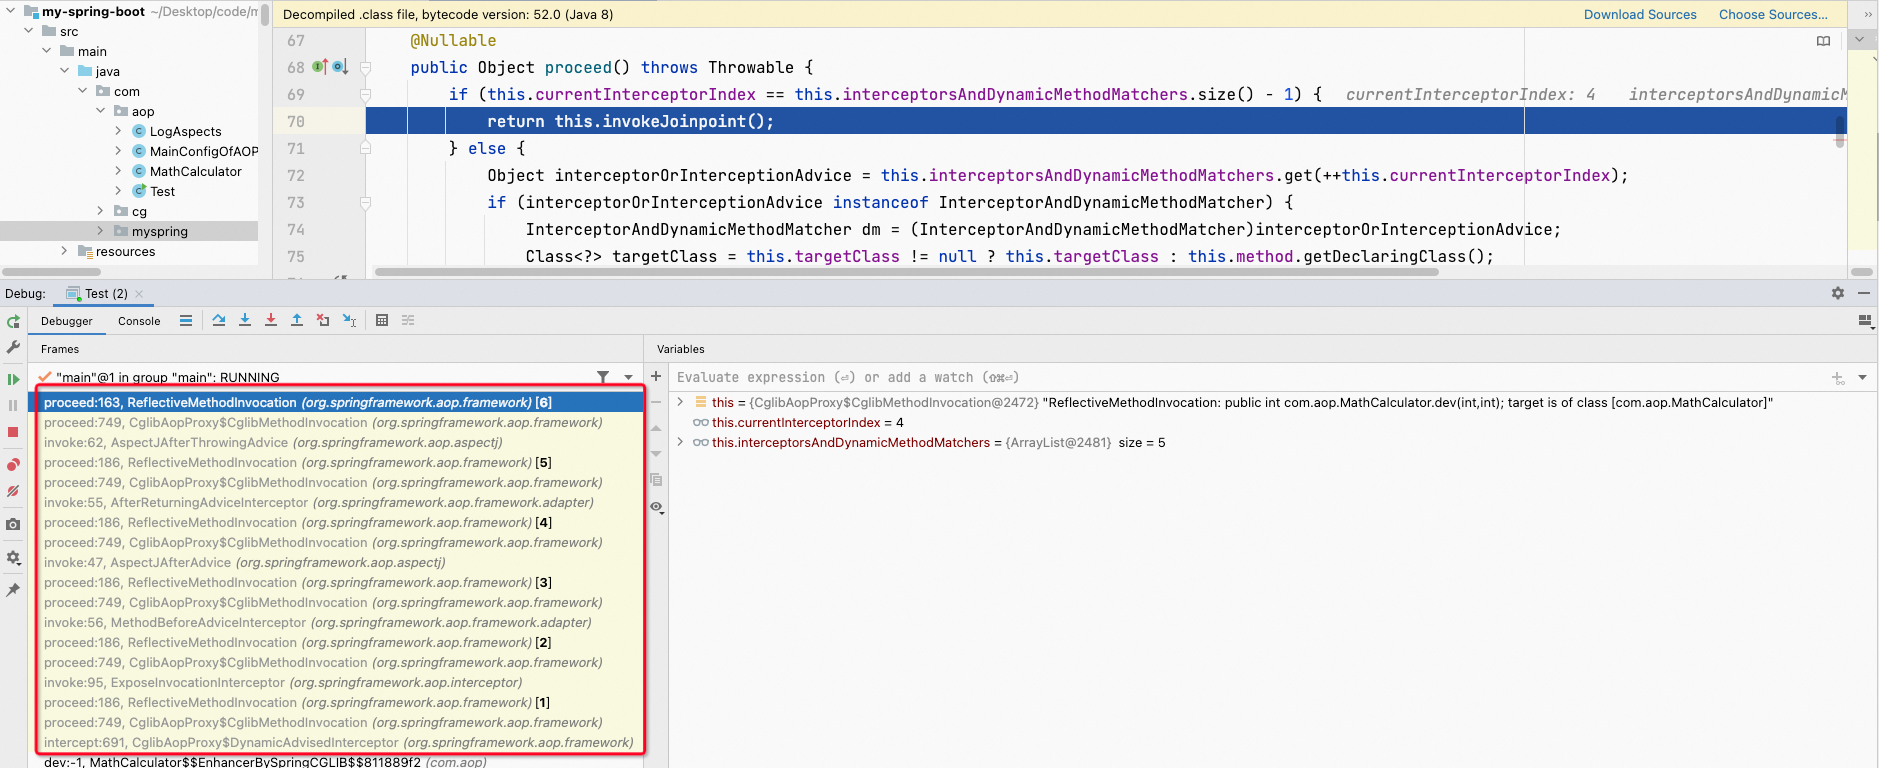 my-spring-boot ~/Desktop/code/m
src
main
java
com
aop
LogAspects
MainConfigOfAOP
MathCalculator
Test
cg
myspring
resources
Decompiled .class file, bytecode version: 52.0 (Java 8)
Download Sources
Choose Sources...
67 @Nullable
68 public Object proceed() throws Throwable {
69 if (this.currentInterceptorIndex == this.interceptorsAndDynamicMethodMatchers.size() - 1) { currentInterceptorIndex: 4 interceptorsAndDynamicM
70 return this.invokeJoinpoint();
71 } else {
72 Object interceptorOrInterceptionAdvice = this.interceptorsAndDynamicMethodMatchers.get(++this.currentInterceptorIndex);
73 if (interceptorOrInterceptionAdvice instanceof InterceptorAndDynamicMethodMatcher) {
74 InterceptorAndDynamicMethodMatcher dm = (InterceptorAndDynamicMethodMatcher)interceptorOrInterceptionAdvice;
75 Class<?> targetClass = this.targetClass != null ? this.targetClass : this.method.getDeclaringClass();
Debug: Test (2)
Debugger Console
Frames
"main"@1 in group "main": RUNNING
proceed:163, ReflectiveMethodInvocation (org.springframework.aop.framework) [6]
proceed:749, CglibAopProxy$CglibMethodInvocation (org.springframework.aop.framework)
invoke:62, AspectJAfterThrowingAdvice (org.springframework.aop.aspectj)
proceed:186, ReflectiveMethodInvocation (org.springframework.aop.framework) [5]
proceed:749, CglibAopProxy$CglibMethodInvocation (org.springframework.aop.framework)
invoke:55, AfterReturningAdviceInterceptor (org.springframework.aop.framework.adapter)
proceed:186, ReflectiveMethodInvocation (org.springframework.aop.framework) [4]
proceed:749, CglibAopProxy$CglibMethodInvocation (org.springframework.aop.framework)
invoke:47, AspectJAfterAdvice (org.springframework.aop.aspectj)
proceed:186, ReflectiveMethodInvocation (org.springframework.aop.framework) [3]
proceed:749, CglibAopProxy$CglibMethodInvocation (org.springframework.aop.framework)
invoke:56, MethodBeforeAdviceInterceptor (org.springframework.aop.framework.adapter)
proceed:186, ReflectiveMethodInvocation (org.springframework.aop.framework) [2]
proceed:749, CglibAopProxy$CglibMethodInvocation (org.springframework.aop.framework)
invoke:95, ExposeInvocationInterceptor (org.springframework.aop.interceptor)
proceed:186, ReflectiveMethodInvocation (org.springframework.aop.framework) [1]
proceed:749, CglibAopProxy$CglibMethodInvocation (org.springframework.aop.framework)
intercept:691, CglibAopProxy$DynamicAdvisedInterceptor (org.springframework.aop.framework)
dev:-1, MathCalculator$$EnhancerBySpringCGLIB$$811889f2 (com.aop)
Variables
Evaluate expression (⏎) or add a watch (⇧⌘⏎)
this = {CglibAopProxy$CglibMethodInvocation@2472} "ReflectiveMethodInvocation: public int com.aop.MathCalculator.dev(int,int); target is of class [com.aop.MathCalculator]"
this.currentInterceptorIndex = 4
this.interceptorsAndDynamicMethodMatchers = {ArrayList@2481} size = 5